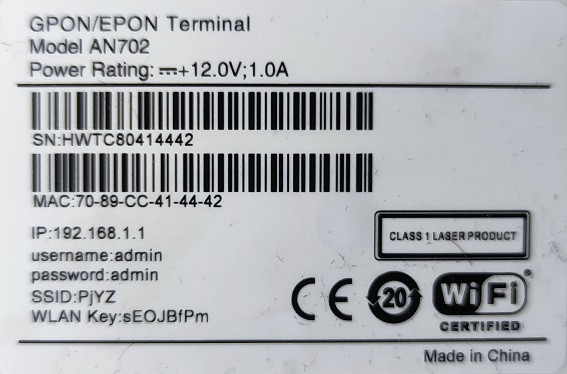 GPON/EPON Terminal
Model AN702
Power Rating: ⎓+12.0V;1.0A
SN:HWTC80414442
MAC:70-89-CC-41-44-42
IP:192.168.1.1
username:admin
password:admin
SSID:PjYZ
WLAN Key:sEOJBfPm
CLASS 1 LASER PRODUCT
CE
20
WiFi®
CERTIFIED
Made in China